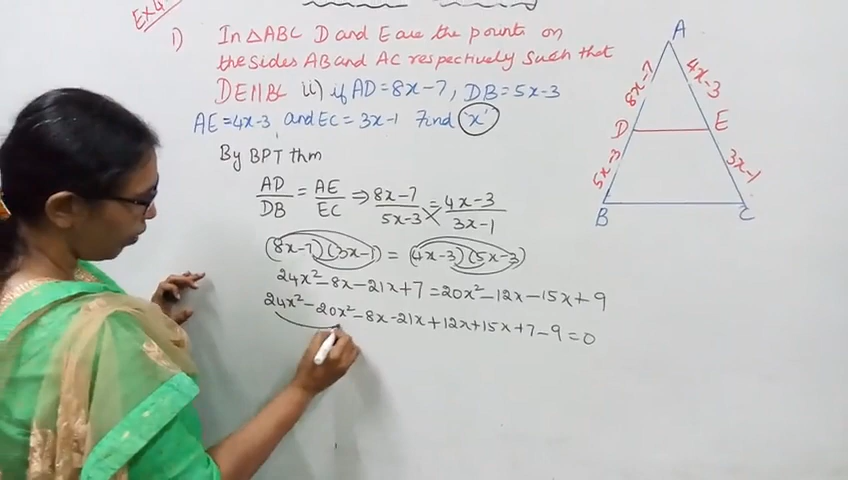 Ex 4.
i) In △ABC D and E are the points on
the sides AB and AC respectively such that
DE||BC ii) if AD=8x-7, DB=5x-3
AE=4x-3, and EC=3x-1 Find 'x'
By BPT thm
AD/DB = AE/EC ⇒ 8x-7/5x-3 = 4x-3/3x-1
(8x-7)(3x-1) = (4x-3)(5x-3)
24x²-8x-21x+7=20x²-12x-15x+9
24x²-20x²-8x-21x+12x+15x+7-9=0
A
8x-7
4x-3
D
E
5x-3
3x-1
B
C